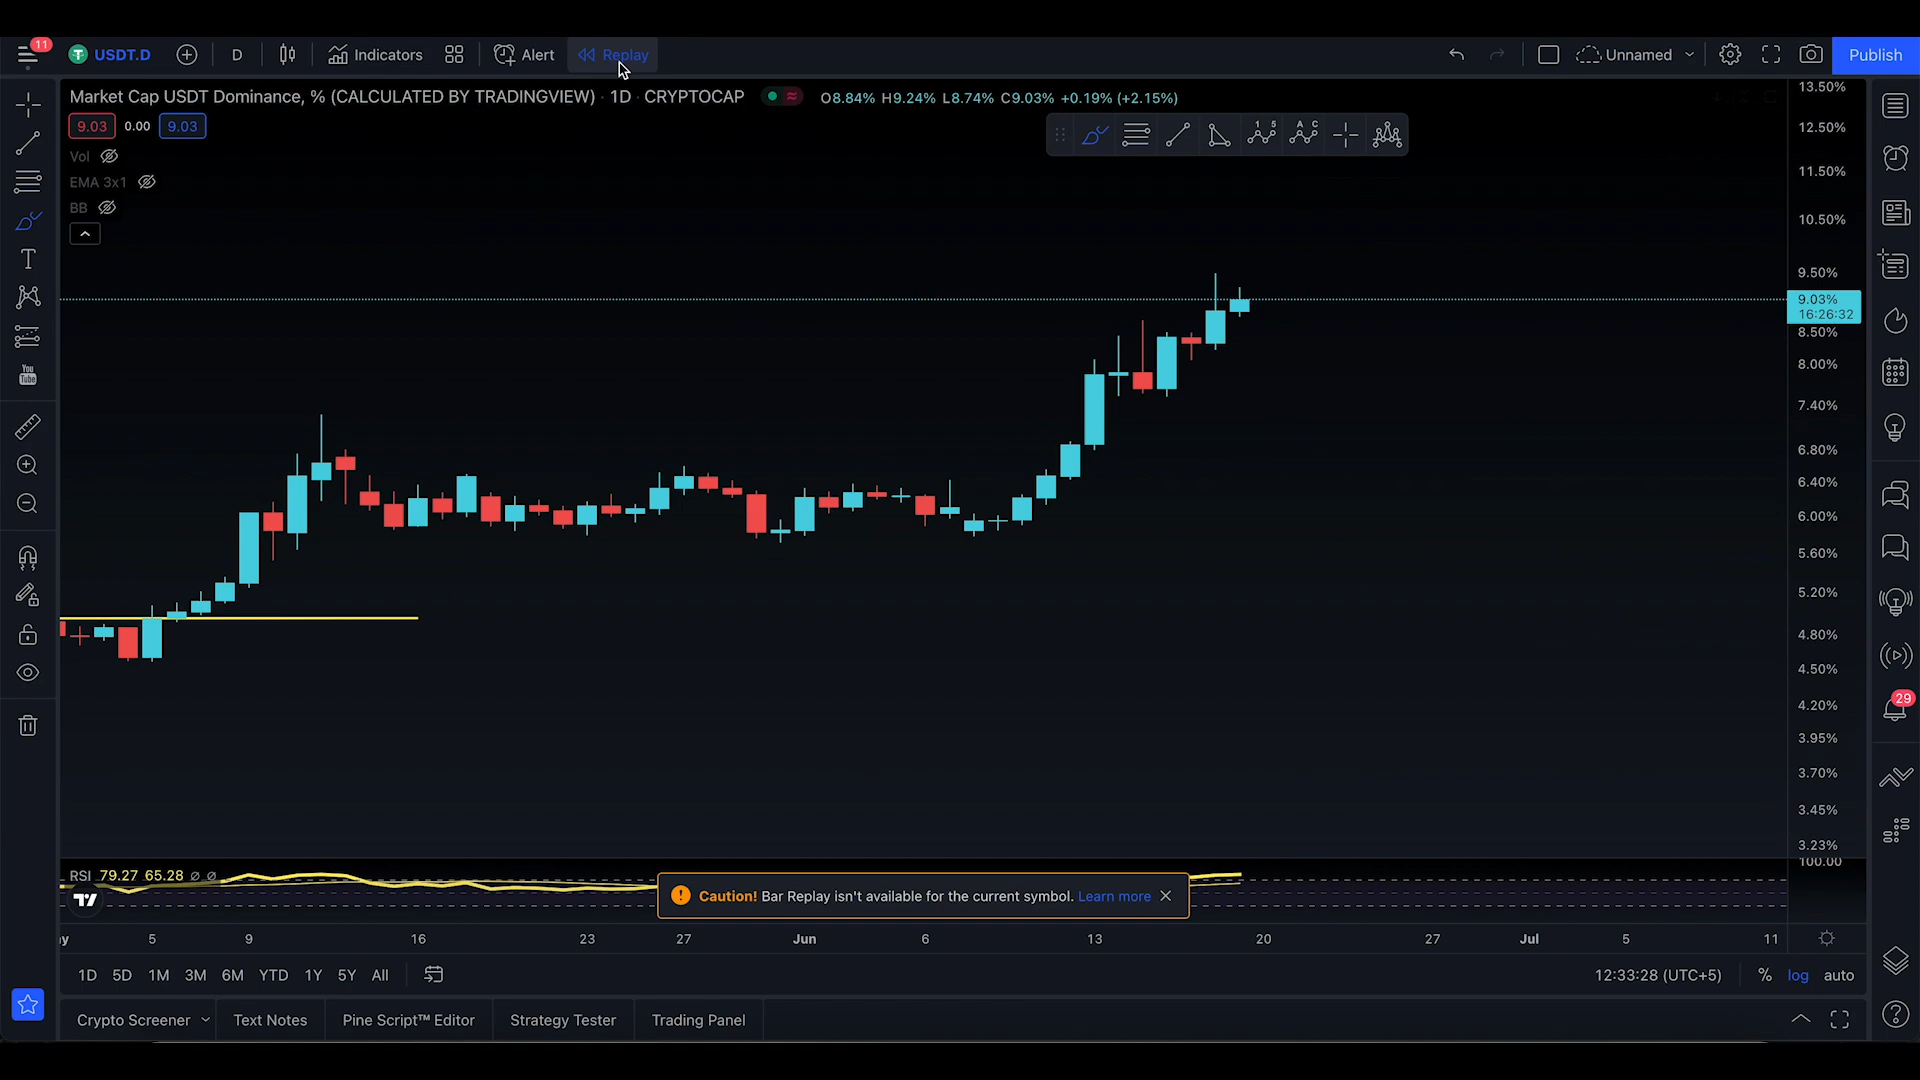 11 USDT.D D Indicators Alert Replay Unnamed Publish
Market Cap USDT Dominance, % (CALCULATED BY TRADINGVIEW) · 1D · CRYPTOCAP O8.84% H9.24% L8.74% C9.03% +0.19% (+2.15%)
9.03 0.00 9.03
Vol
EMA 3x1
BB
1 5
A C
T
You
Tube
13.50%
12.50%
11.50%
10.50%
9.50%
9.03%
16:26:32
8.50%
8.00%
7.40%
6.80%
6.40%
6.00%
5.60%
5.20%
4.80%
4.50%
4.20%
3.95%
3.70%
3.45%
3.23%
100.00
29
RSI 79.27 65.28 ∅ ∅
Caution! Bar Replay isn't available for the current symbol. Learn more
ay 5 9 16 23 27 Jun 6 13 20 27 Jul 5 11
1D 5D 1M 3M 6M YTD 1Y 5Y All 12:33:28 (UTC+5) % log auto
Crypto Screener Text Notes Pine Script™ Editor Strategy Tester Trading Panel